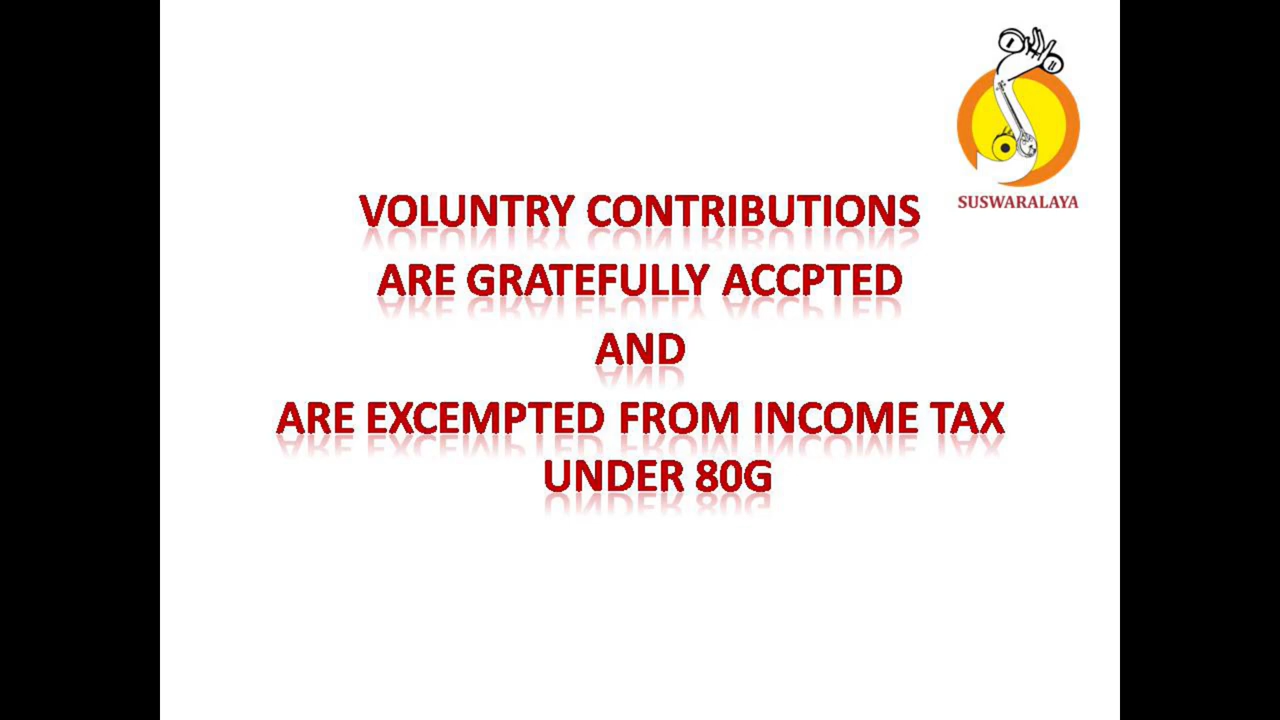 SUSWARALAYA
VOLUNTRY CONTRIBUTIONS
ARE GRATEFULLY ACCPTED
AND
ARE EXCEMPTED FROM INCOME TAX
UNDER 80G